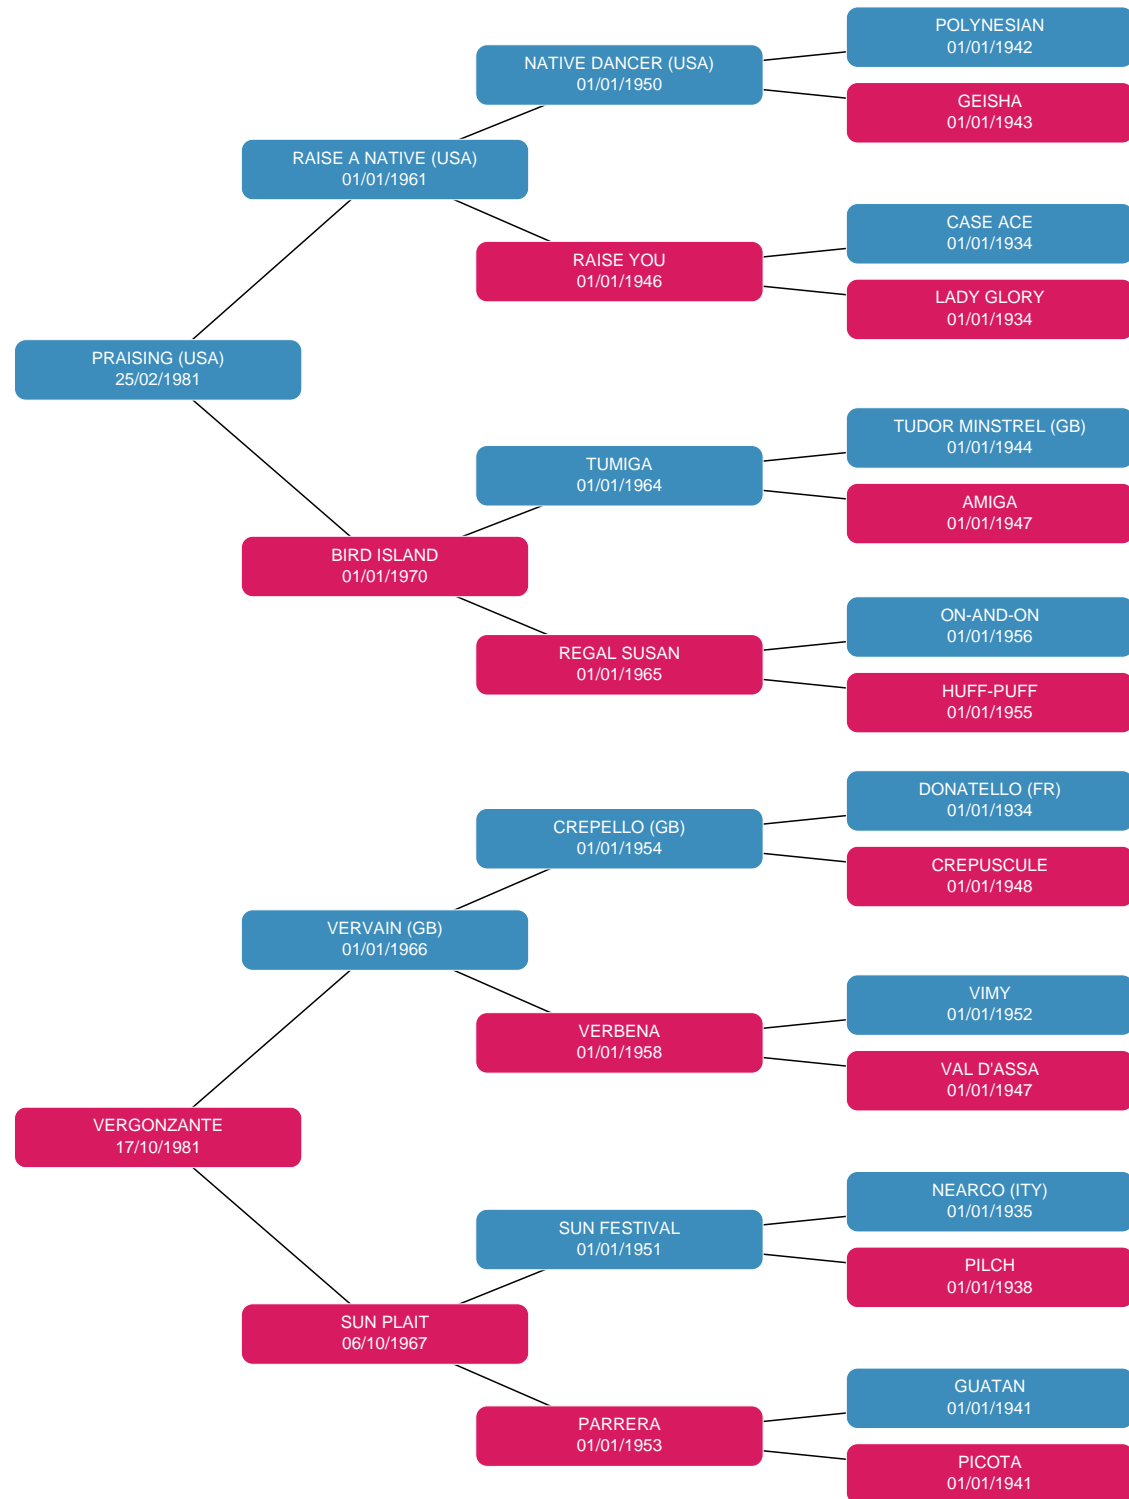 POLYNESIAN
01/01/1942
NATIVE DANCER (USA)
01/01/1950
GEISHA
01/01/1943
RAISE A NATIVE (USA)
01/01/1961
CASE ACE
01/01/1934
RAISE YOU
01/01/1946
LADY GLORY
01/01/1934
PRAISING (USA)
25/02/1981
TUDOR MINSTREL (GB)
01/01/1944
TUMIGA
01/01/1964
AMIGA
01/01/1947
BIRD ISLAND
01/01/1970
ON-AND-ON
01/01/1956
REGAL SUSAN
01/01/1965
HUFF-PUFF
01/01/1955
DONATELLO (FR)
01/01/1934
CREPELLO (GB)
01/01/1954
CREPUSCULE
01/01/1948
VERVAIN (GB)
01/01/1966
VIMY
01/01/1952
VERBENA
01/01/1958
VAL D'ASSA
01/01/1947
VERGONZANTE
17/10/1981
NEARCO (ITY)
01/01/1935
SUN FESTIVAL
01/01/1951
PILCH
01/01/1938
SUN PLAIT
06/10/1967
GUATAN
01/01/1941
PARRERA
01/01/1953
PICOTA
01/01/1941